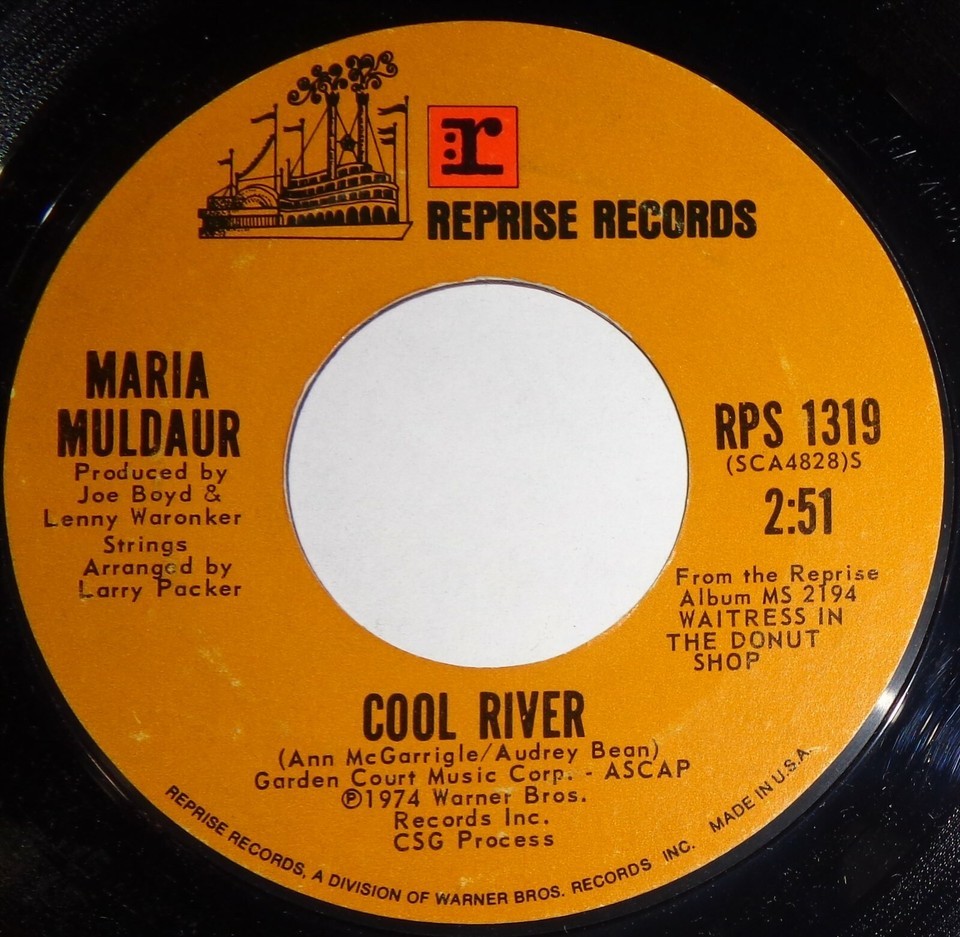 r
REPRISE RECORDS
MARIA
MULDAUR
Produced by
Joe Boyd &
Lenny Waronker
Strings
Arranged by
Larry Packer
RPS 1319
(SCA4828)S
2:51
From the Reprise
Album MS 2194
WAITRESS IN
THE DONUT
SHOP
COOL RIVER
(Ann McGarrigle/Audrey Bean)
Garden Court Music Corp. - ASCAP
℗1974 Warner Bros.
Records Inc.
CSG Process
REPRISE RECORDS, A DIVISION OF WARNER BROS. RECORDS INC. MADE IN U.S.A.